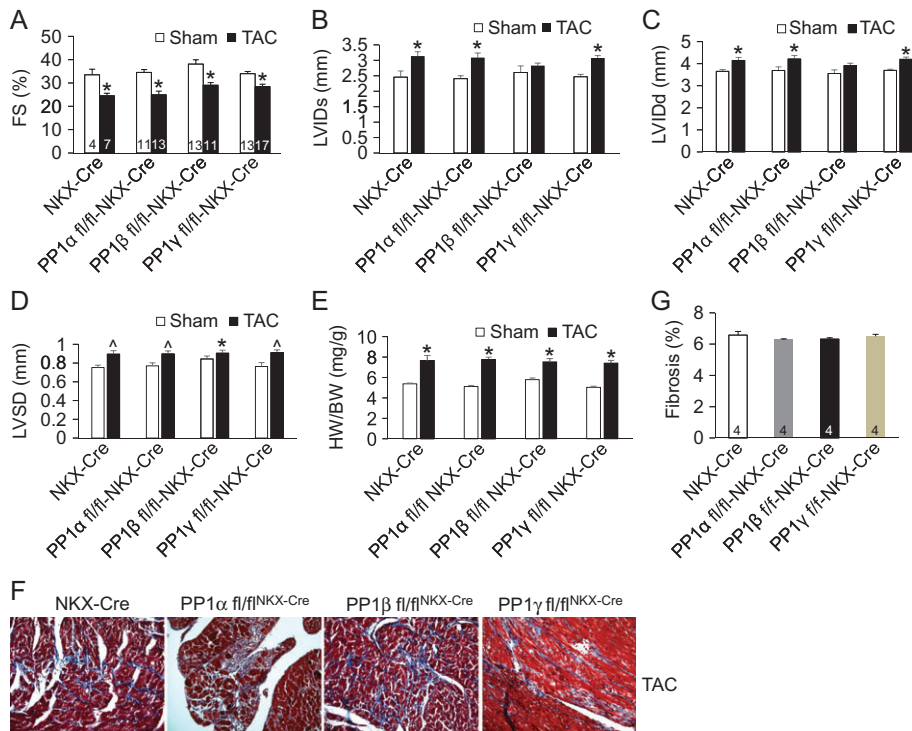 A
Sham TAC
FS (%)
50
40
30
20
10
0
* * * *
4 7 11 13 13 11 13 17
NKX-Cre
PP1α fl/fl-NKX-Cre
PP1β fl/fl-NKX-Cre
PP1γ fl/fl-NKX-Cre
B
Sham TAC
LVIDs (mm)
3.5
3
2.5
2
1.5
1
0.5
0
* * *
NKX-Cre
PP1α fl/fl-NKX-Cre
PP1β fl/fl-NKX-Cre
PP1γ fl/fl-NKX-Cre
C
Sham TAC
LVIDd (mm)
5
4
3
2
1
0
* * *
NKX-Cre
PP1α fl/fl-NKX-Cre
PP1β fl/fl-NKX-Cre
PP1γ fl/fl-NKX-Cre
D
Sham TAC
LVSD (mm)
1
0.8
0.6
0.4
0.2
0
^ ^ * ^
NKX-Cre
PP1α fl/fl-NKX-Cre
PP1β fl/fl-NKX-Cre
PP1γ fl/fl-NKX-Cre
E
Sham TAC
HW/BW (mg/g)
10
8
6
4
2
0
* * * *
NKX-Cre
PP1α fl/fl NKX-Cre
PP1β fl/fl NKX-Cre
PP1γ fl/fl NKX-Cre
G
Fibrosis (%)
8
6
4
2
0
4 4 4 4
NKX-Cre
PP1α fl/fl-NKX-Cre
PP1β f/f-NKX-Cre
PP1γ f/f-NKX-Cre
F
NKX-Cre PP1α fl/flNKX-Cre PP1β fl/flNKX-Cre PP1γ fl/flNKX-Cre
TAC